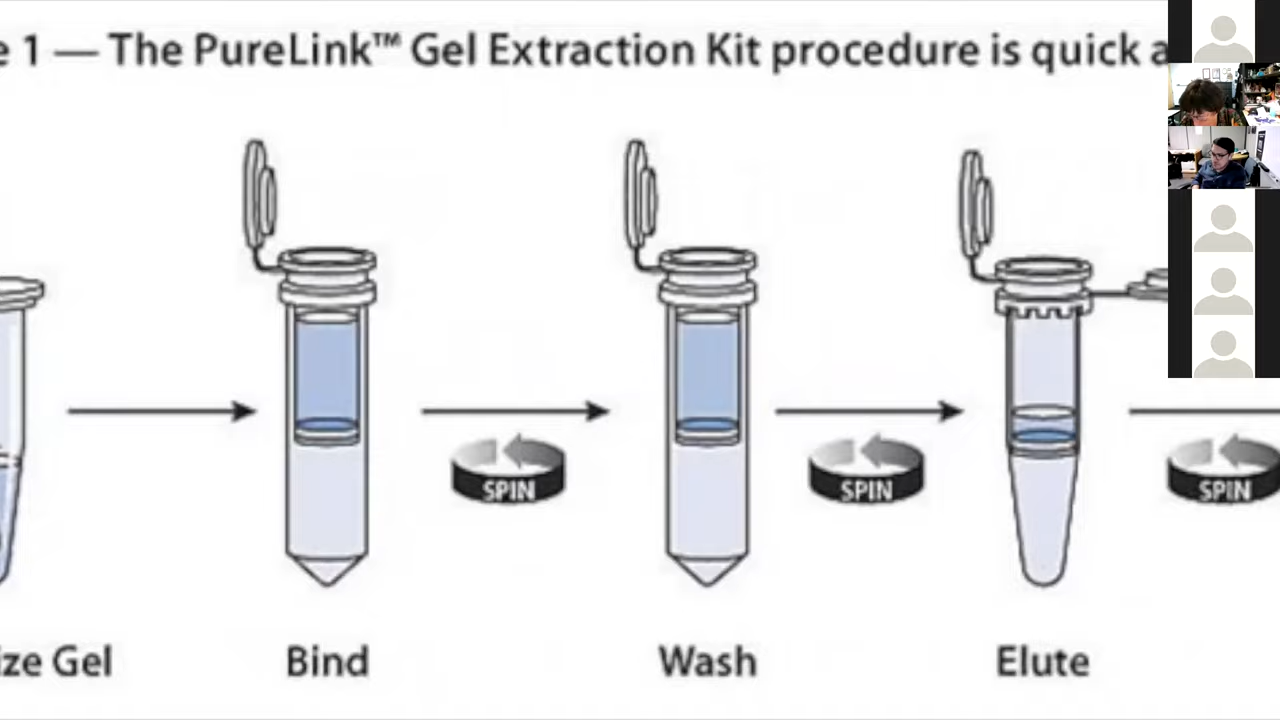 e 1 — The PureLink™ Gel Extraction Kit procedure is quick a
SPIN
SPIN
SPIN
ize Gel
Bind
Wash
Elute